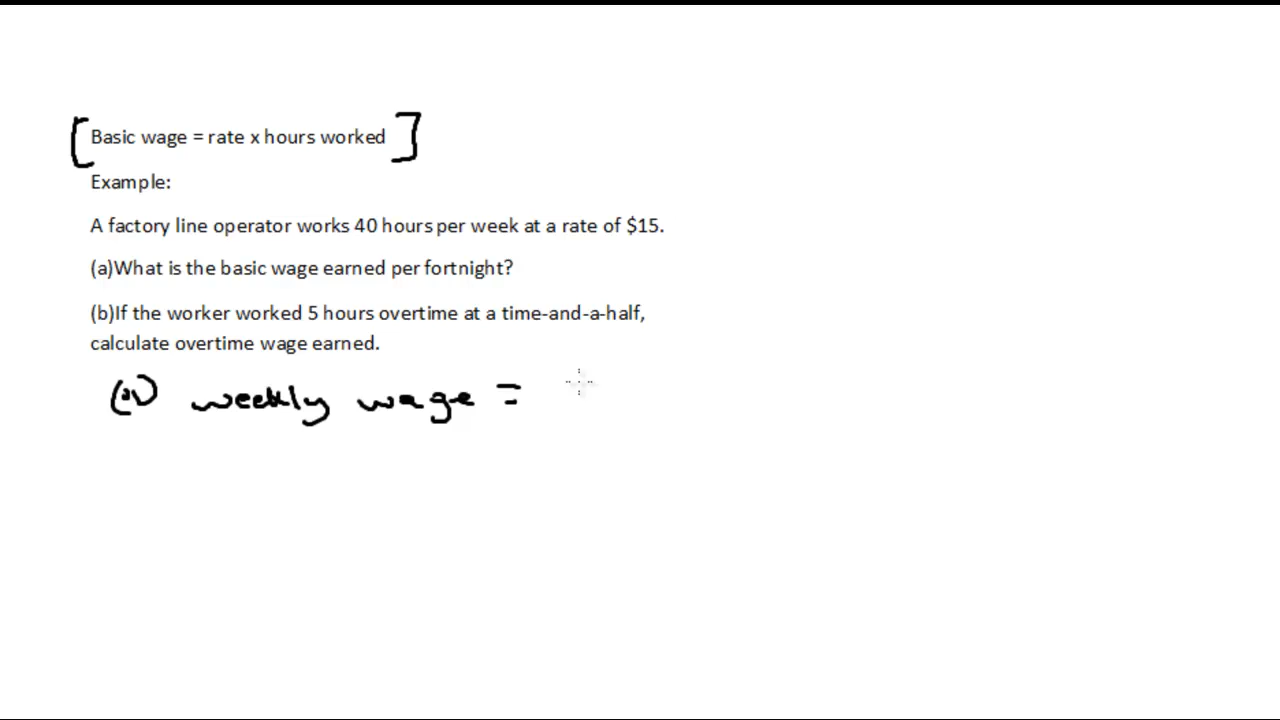 Basic wage = rate x hours worked
Example:
A factory line operator works 40 hours per week at a rate of $15.
(a)What is the basic wage earned per fortnight?
(b)If the worker worked 5 hours overtime at a time-and-a-half,
calculate overtime wage earned.
(a) weekly wage =